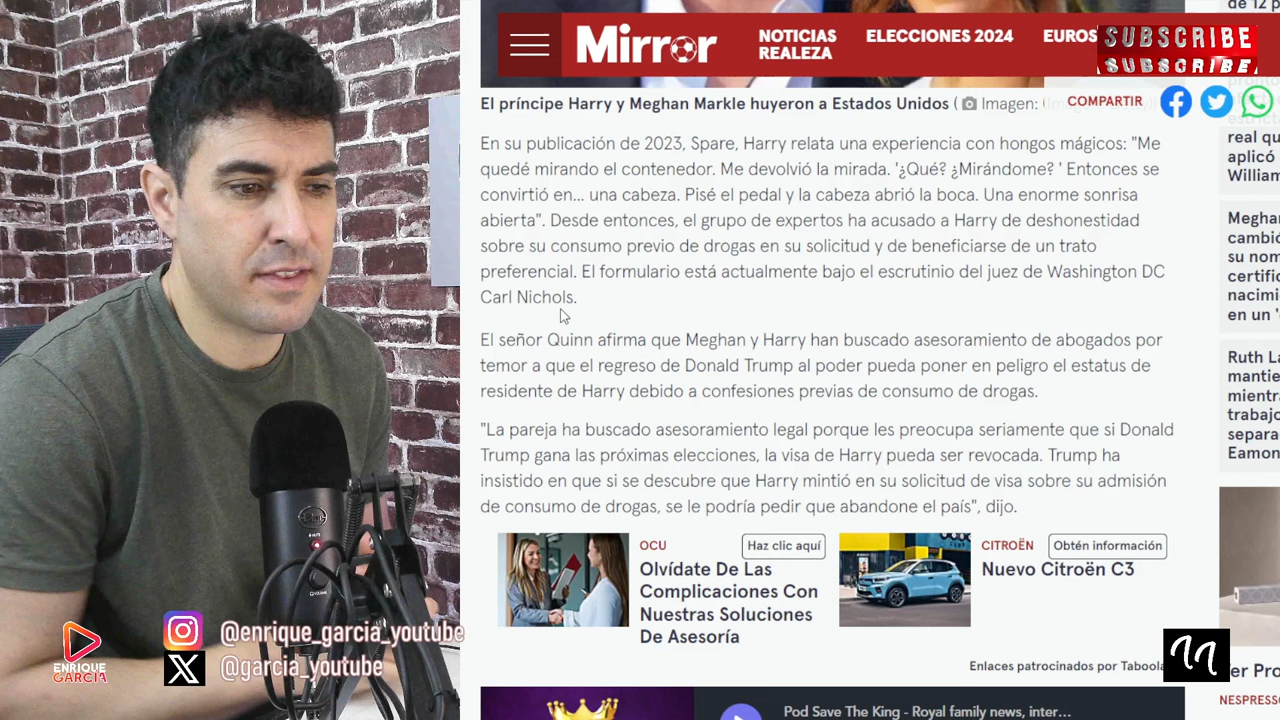 Mirror
NOTICIAS
REALEZA
ELECCIONES 2024
EUROS
SUBSCRIBE
SUBSCRIBE
El príncipe Harry y Meghan Markle huyeron a Estados Unidos ( Imagen: (
COMPARTIR
En su publicación de 2023, Spare, Harry relata una experiencia con hongos mágicos: "Me
quedé mirando el contenedor. Me devolvió la mirada. '¿Qué? ¿Mirándome? ' Entonces se
convirtió en... una cabeza. Pisé el pedal y la cabeza abrió la boca. Una enorme sonrisa
abierta". Desde entonces, el grupo de expertos ha acusado a Harry de deshonestidad
sobre su consumo previo de drogas en su solicitud y de beneficiarse de un trato
preferencial. El formulario está actualmente bajo el escrutinio del juez de Washington DC
Carl Nichols.
El señor Quinn afirma que Meghan y Harry han buscado asesoramiento de abogados por
temor a que el regreso de Donald Trump al poder pueda poner en peligro el estatus de
residente de Harry debido a confesiones previas de consumo de drogas.
"La pareja ha buscado asesoramiento legal porque les preocupa seriamente que si Donald
Trump gana las próximas elecciones, la visa de Harry pueda ser revocada. Trump ha
insistido en que si se descubre que Harry mintió en su solicitud de visa sobre su admisión
de consumo de drogas, se le podría pedir que abandone el país", dijo.
OCU
Haz clic aquí
Olvídate De Las
Complicaciones Con
Nuestras Soluciones
De Asesoría
CITROËN
Obtén información
Nuevo Citroën C3
Enlaces patrocinados por Taboola
Pod Save The King - Royal family news, inter...
de 12 p
real qu
aplicó
William
Meghan
cambió
su nom
certific
nacimi
en un '
Ruth La
mantie
mientra
trabajo
separa
Eamon
er Pro
NESPRESS
ENRIQUE
GARCIA
@enrique_garcia_youtube
@garcia_youtube